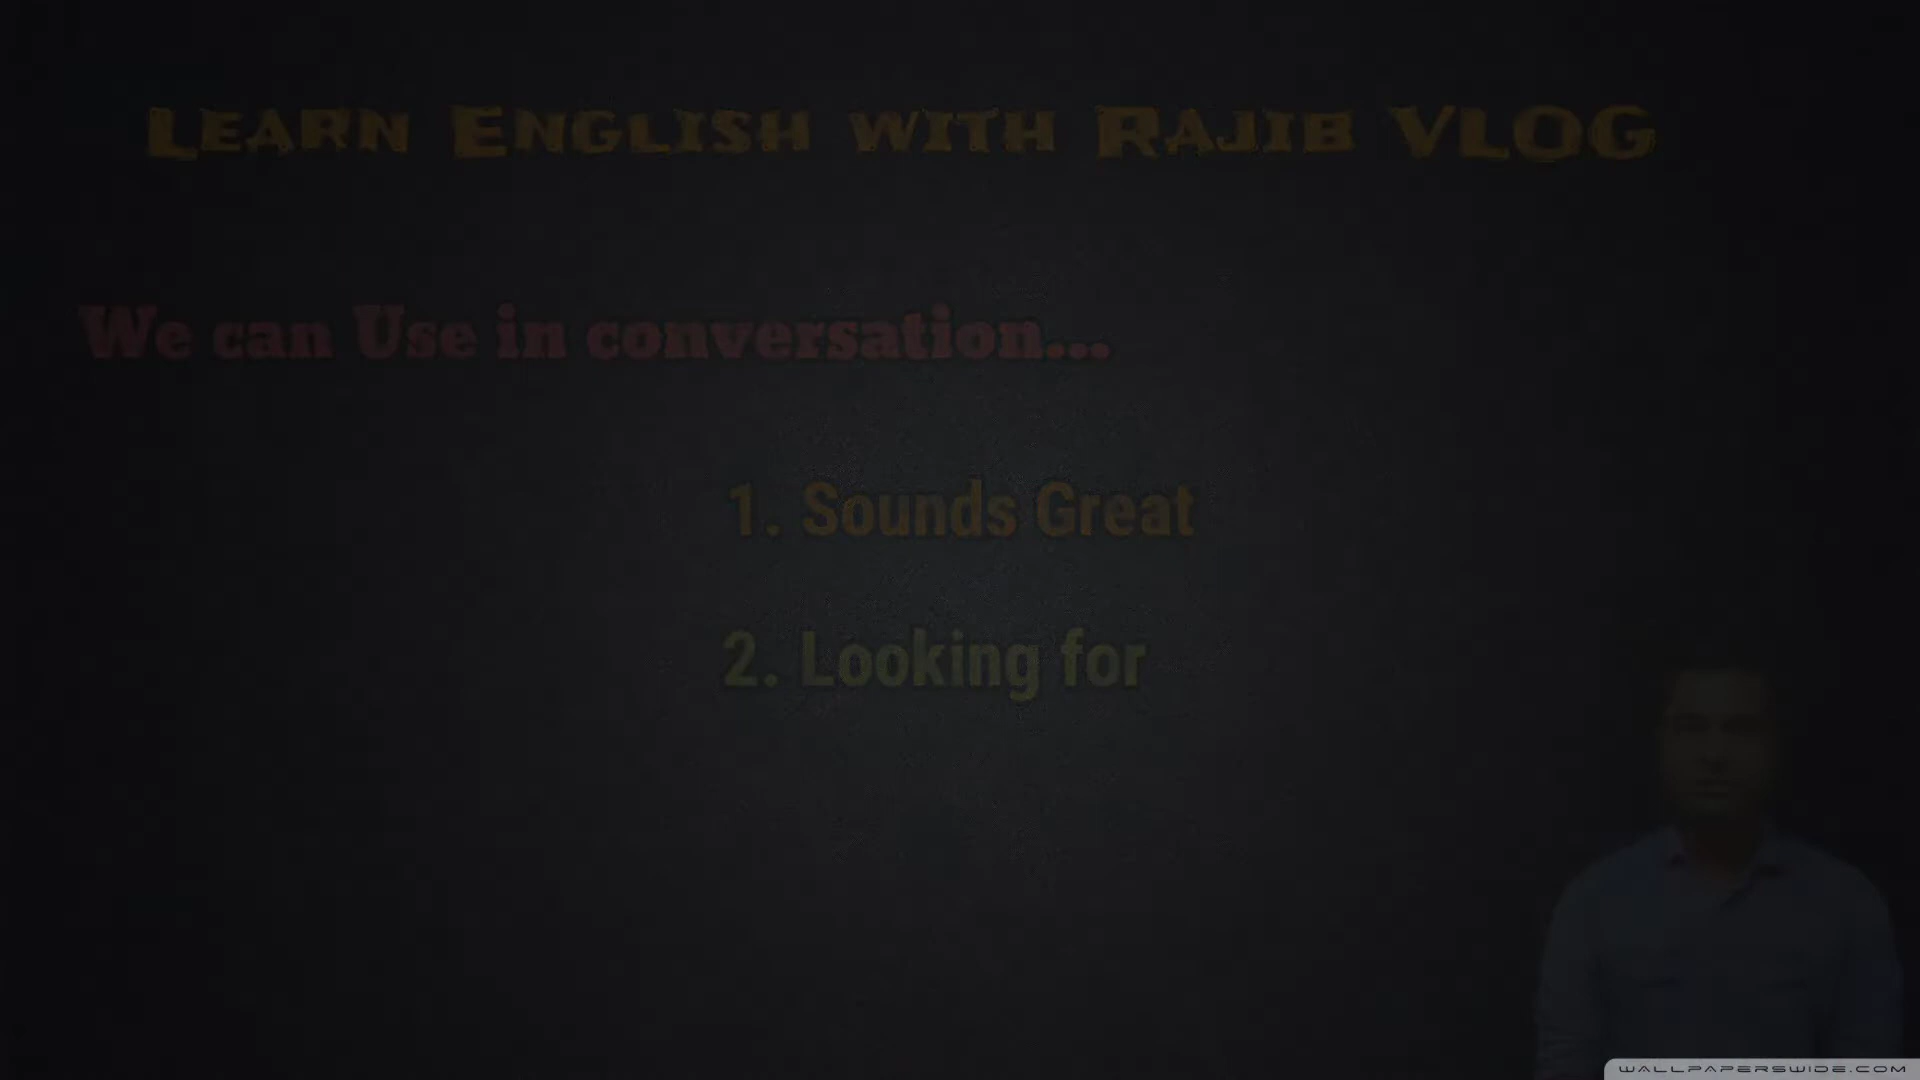 Learn English with Rajib VLOG
We can Use in conversation...
1. Sounds Great
2. Looking for
WALLPAPERSWIDE.COM